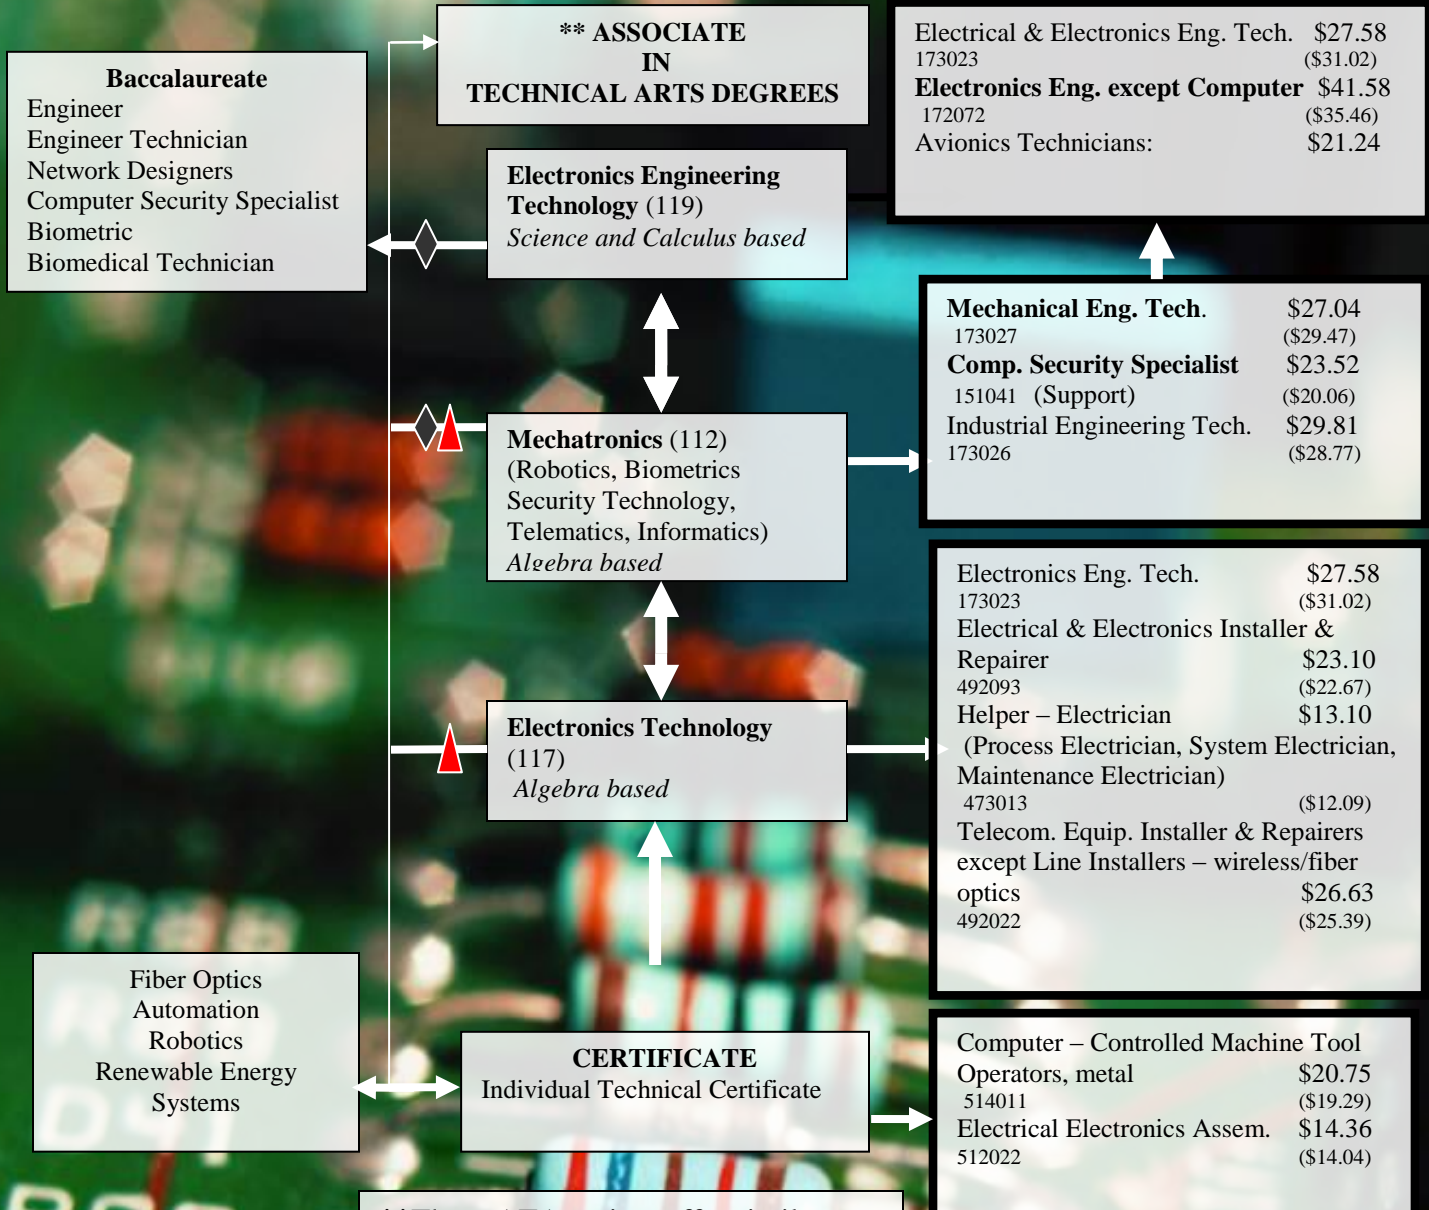 ** ASSOCIATE
IN
TECHNICAL ARTS DEGREES
Baccalaureate
Engineer
Engineer Technician
Network Designers
Computer Security Specialist
Biometric
Biomedical Technician
Electronics Engineering
Technology (119)
Science and Calculus based
Electrical & Electronics Eng. Tech. $27.58
173023 ($31.02)
Electronics Eng. except Computer $41.58
172072 ($35.46)
Avionics Technicians: $21.24
Mechatronics (112)
(Robotics, Biometrics
Security Technology,
Telematics, Informatics)
Algebra based
Mechanical Eng. Tech. $27.04
173027 ($29.47)
Comp. Security Specialist $23.52
151041 (Support) ($20.06)
Industrial Engineering Tech. $29.81
173026 ($28.77)
Electronics Technology
(117)
Algebra based
Electronics Eng. Tech. $27.58
173023 ($31.02)
Electrical & Electronics Installer &
Repairer $23.10
492093 ($22.67)
Helper – Electrician $13.10
(Process Electrician, System Electrician,
Maintenance Electrician)
473013 ($12.09)
Telecom. Equip. Installer & Repairers
except Line Installers – wireless/fiber
optics $26.63
492022 ($25.39)
Fiber Optics
Automation
Robotics
Renewable Energy
Systems
CERTIFICATE
Individual Technical Certificate
Computer – Controlled Machine Tool
Operators, metal $20.75
514011 ($19.29)
Electrical Electronics Assem. $14.36
512022 ($14.04)